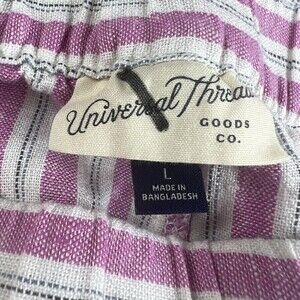 Universal Thread
GOODS
CO.
L
MADE IN
BANGLADESH